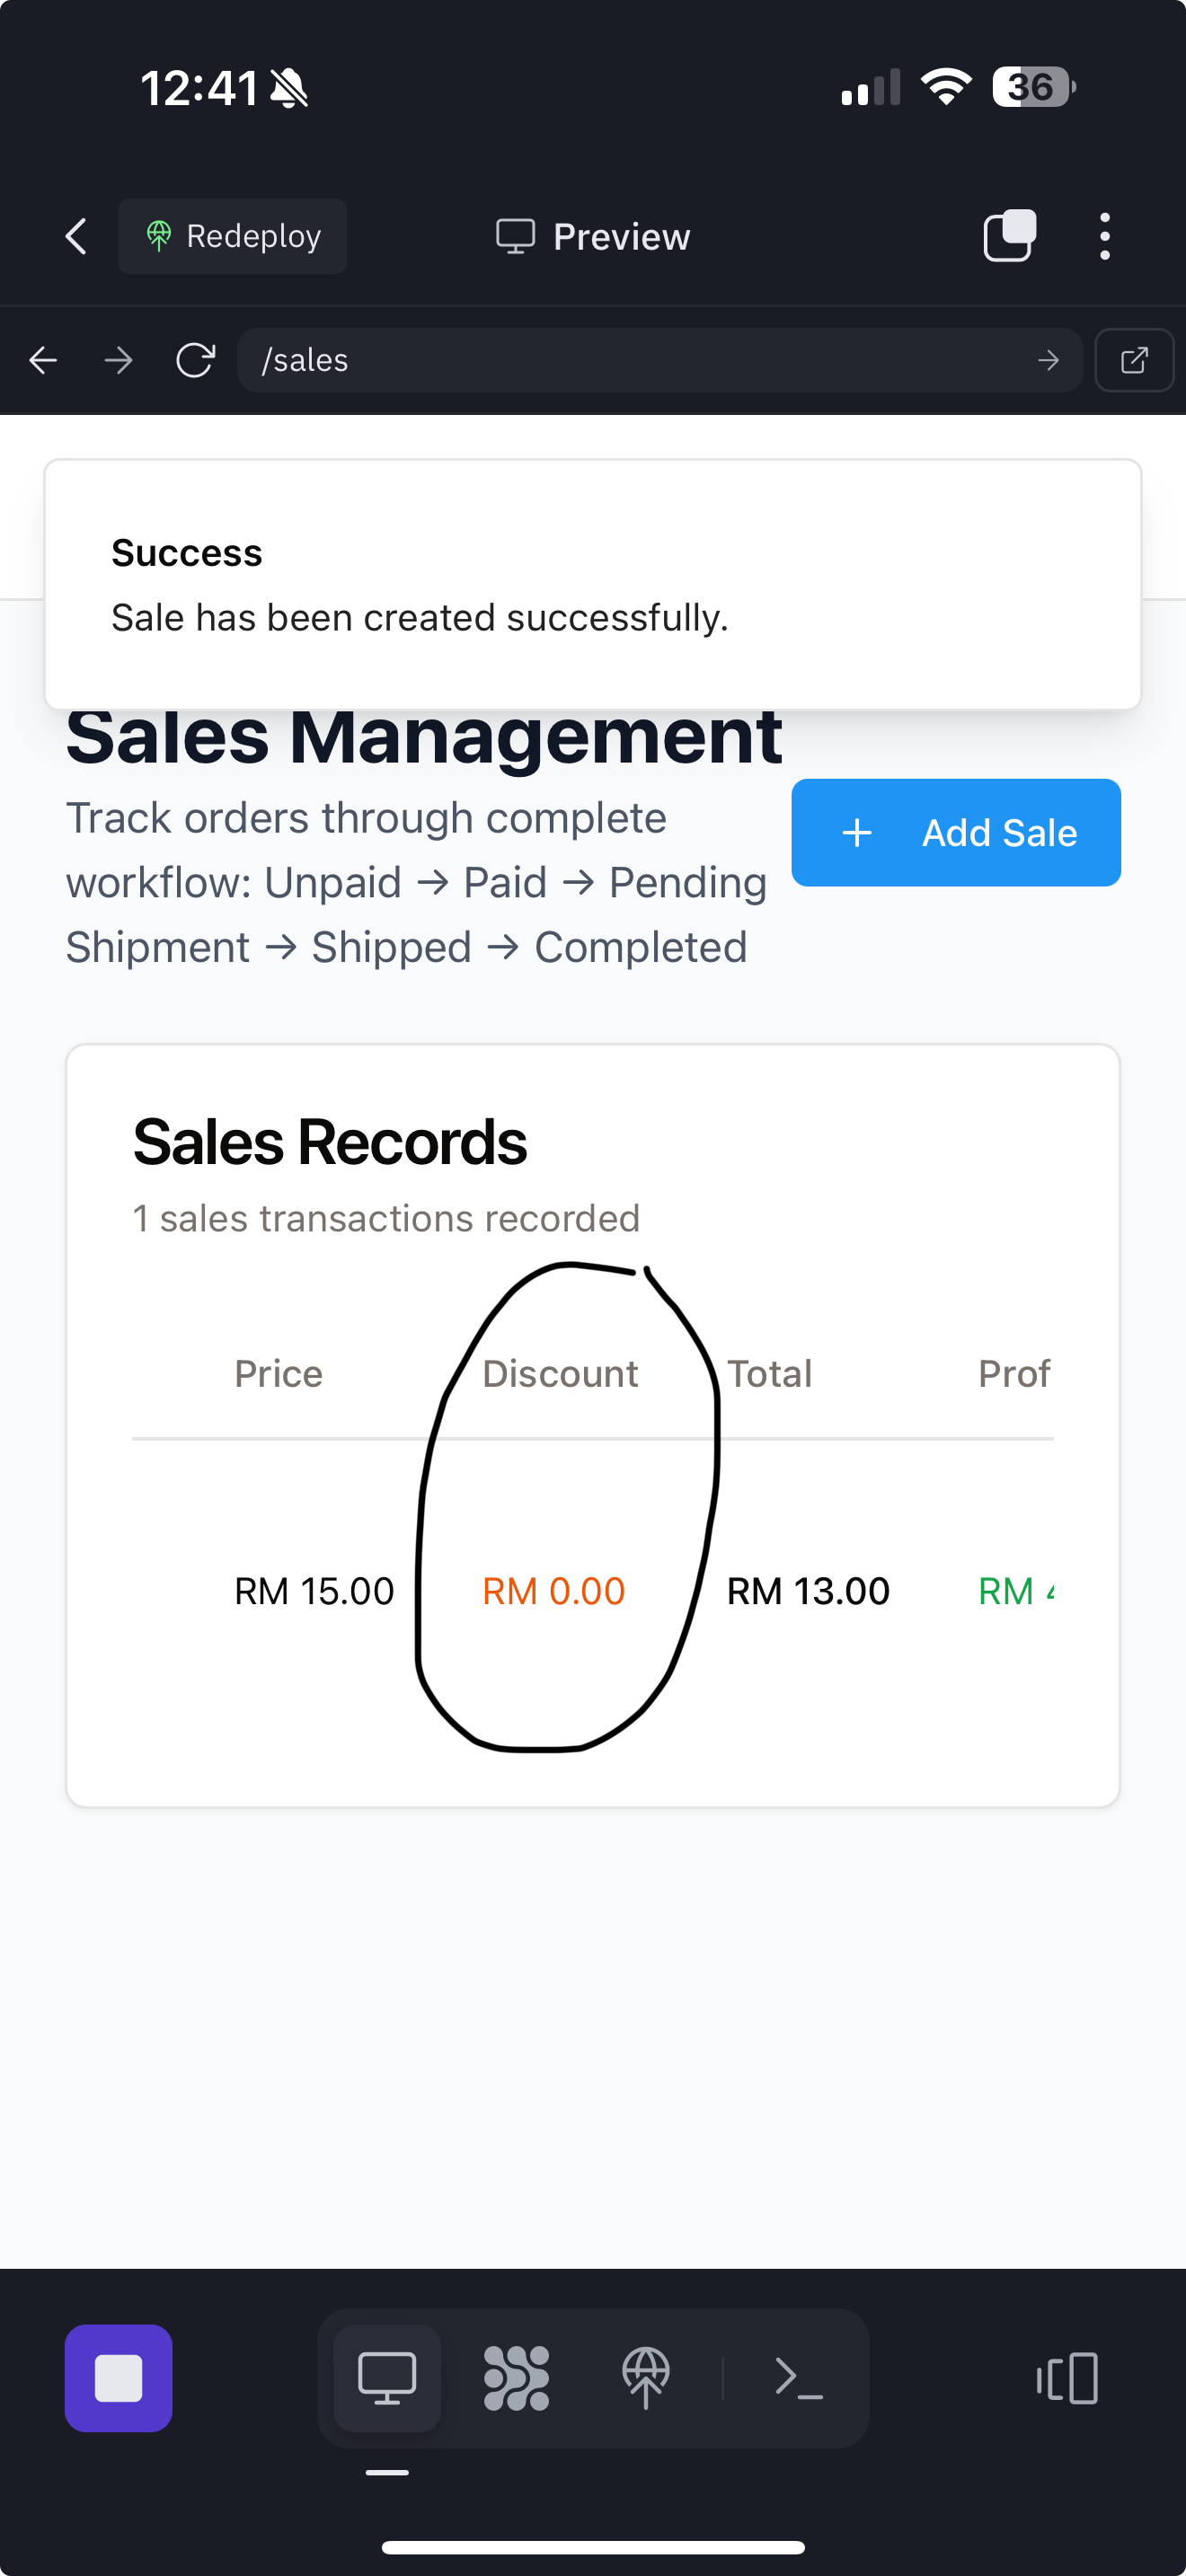 12:41
36
Redeploy
Preview
/sales
Success
Sale has been created successfully.
Sales Management
Track orders through complete
workflow: Unpaid → Paid → Pending
Shipment → Shipped → Completed
+ Add Sale
Sales Records
1 sales transactions recorded
Price Discount Total Prof
RM 15.00 RM 0.00 RM 13.00 RM